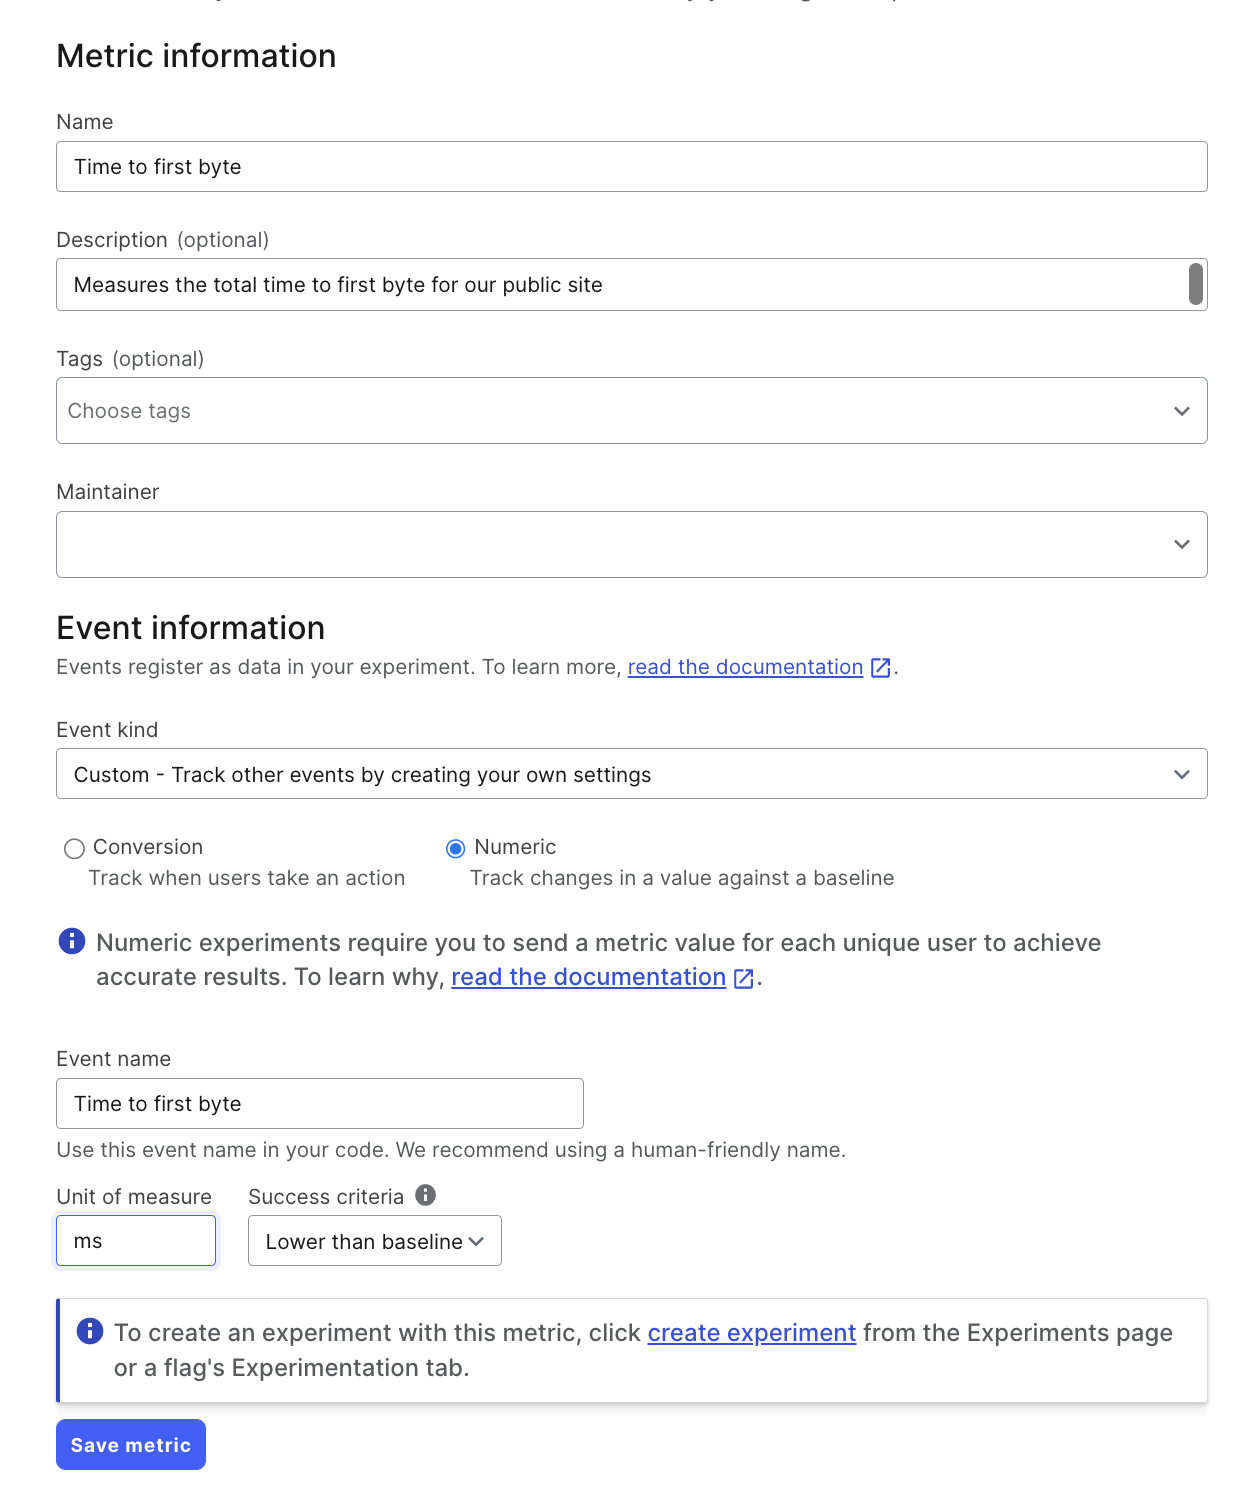 Metric information
Name
Time to first byte
Description (optional)
Measures the total time to first byte for our public site
Tags (optional)
Choose tags
Maintainer
Event information
Events register as data in your experiment. To learn more, read the documentation.
Event kind
Custom - Track other events by creating your own settings
Conversion
Track when users take an action
Numeric
Track changes in a value against a baseline
Numeric experiments require you to send a metric value for each unique user to achieve
accurate results. To learn why, read the documentation.
Event name
Time to first byte
Use this event name in your code. We recommend using a human-friendly name.
Unit of measure
ms
Success criteria
Lower than baseline
To create an experiment with this metric, click create experiment from the Experiments page
or a flag's Experimentation tab.
Save metric